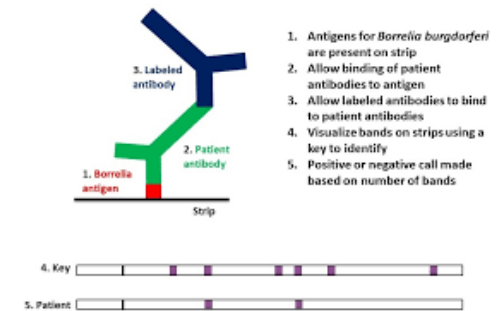 3. Labeled
antibody
2. Patient
antibody
1. Borrelia
antigen
Strip
1. Antigens for Borrelia burgdorferi
are present on strip
2. Allow binding of patient
antibodies to antigen
3. Allow labeled antibodies to bind
to patient antibodies
4. Visualize bands on strips using a
key to identify
5. Positive or negative call made
based on number of bands
4. Key
5. Patient